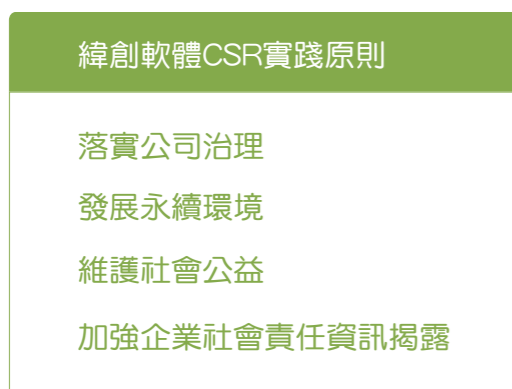 緯創軟體CSR實踐原則
落實公司治理
發展永續環境
維護社會公益
加強企業社會責任資訊揭露